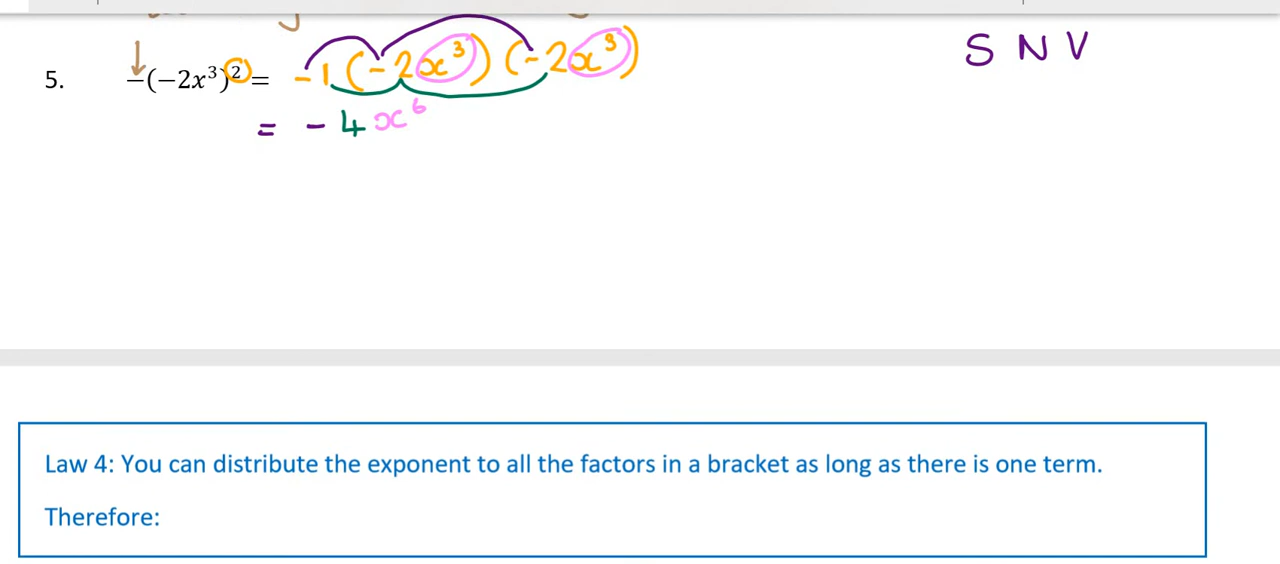 S N V
5. −(−2x³)² = -1(-2x³)(-2x³)
= - 4x⁶
Law 4: You can distribute the exponent to all the factors in a bracket as long as there is one term.
Therefore: